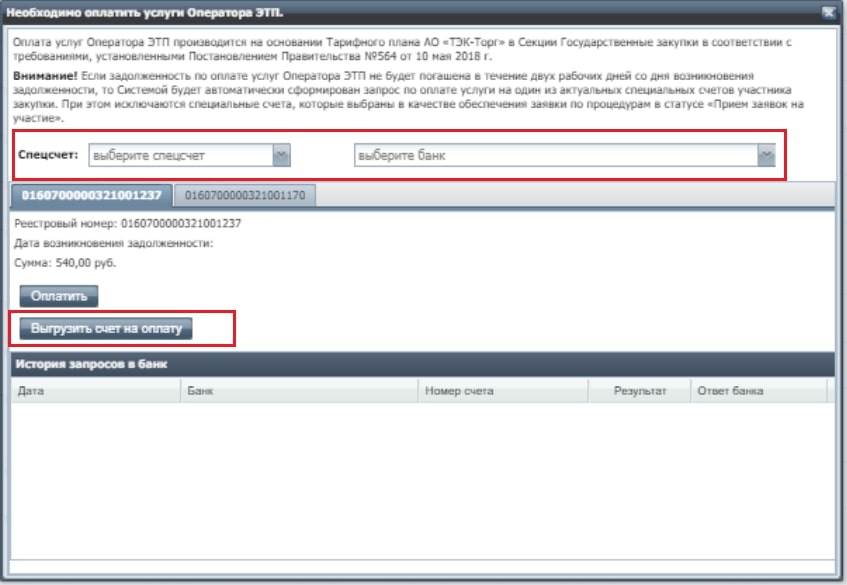 Необходимо оплатить услуги Оператора ЭТП.
Оплата услуг Оператора ЭТП производится на основании Тарифного плана АО «ТЭК-Торг» в Секции Государственные закупки в соответствии с
требованиями, установленными Постановлением Правительства №564 от 10 мая 2018 г.
Внимание! Если задолженность по оплате услуг Оператора ЭТП не будет погашена в течение двух рабочих дней со дня возникновения
задолженности, то Системой будет автоматически сформирован запрос по оплате услуги на один из актуальных специальных счетов участника
закупки. При этом исключаются специальные счета, которые выбраны в качестве обеспечения заявки по процедурам в статусе «Прием заявок на
участие».
Спецсчет: выберите спецсчет выберите банк
0160700000321001237 0160700000321001170
Реестровый номер: 0160700000321001237
Дата возникновения задолженности:
Сумма: 540,00 руб.
Оплатить
Выгрузить счет на оплату
История запросов в банк
Дата Банк Номер счета Результат Ответ банка